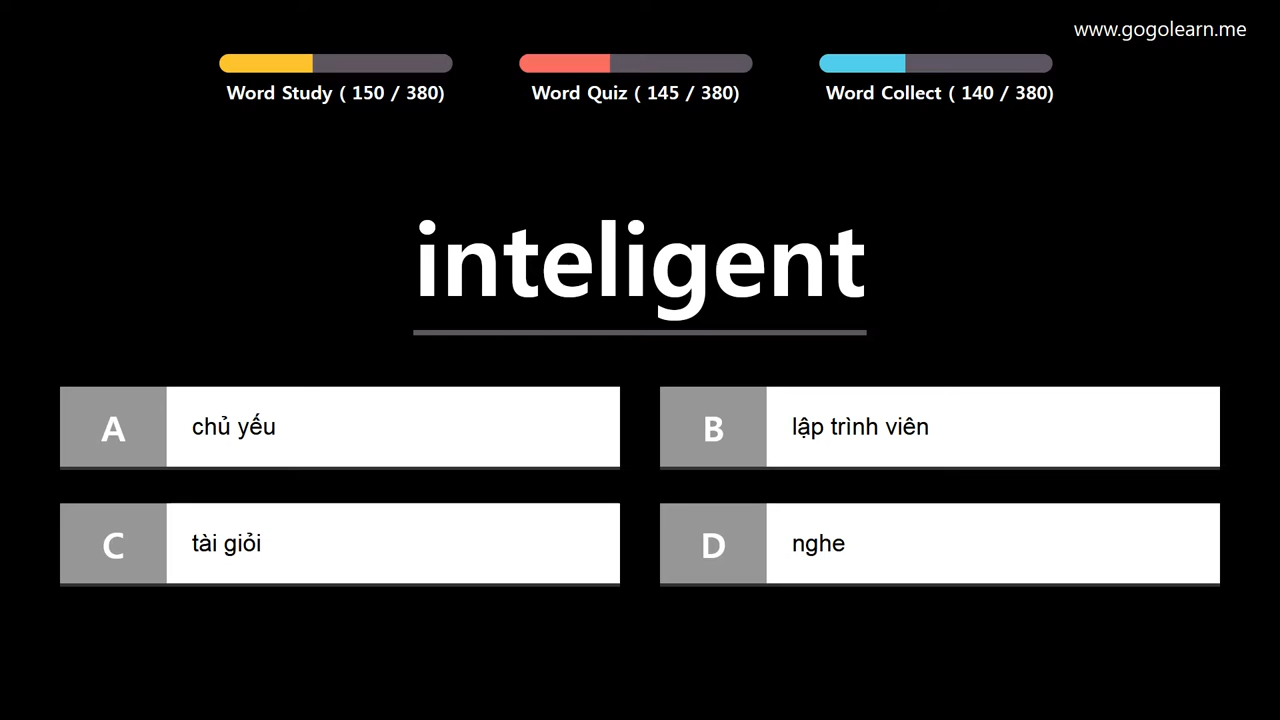 www.gogolearn.me
Word Study ( 150 / 380)
Word Quiz ( 145 / 380)
Word Collect ( 140 / 380)
inteligent
A
chủ yếu
B
lập trình viên
C
tài giỏi
D
nghe